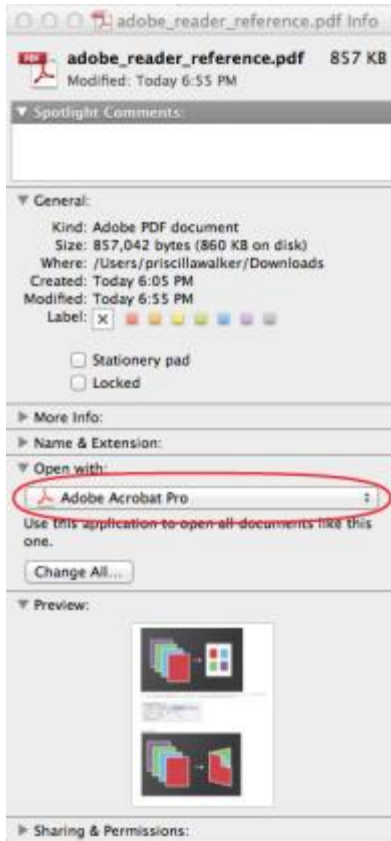 adobe_reader_reference.pdf Info
adobe_reader_reference.pdf 857 KB
Modified: Today 6:55 PM
Spotlight Comments:
General:
Kind: Adobe PDF document
Size: 857,042 bytes (860 KB on disk)
Where: /Users/priscillawalker/Downloads
Created: Today 6:05 PM
Modified: Today 6:55 PM
Label:
Stationery pad
Locked
More Info:
Name & Extension:
Open with:
Adobe Acrobat Pro
Use this application to open all documents like this
one.
Change All...
Preview:
Sharing & Permissions: